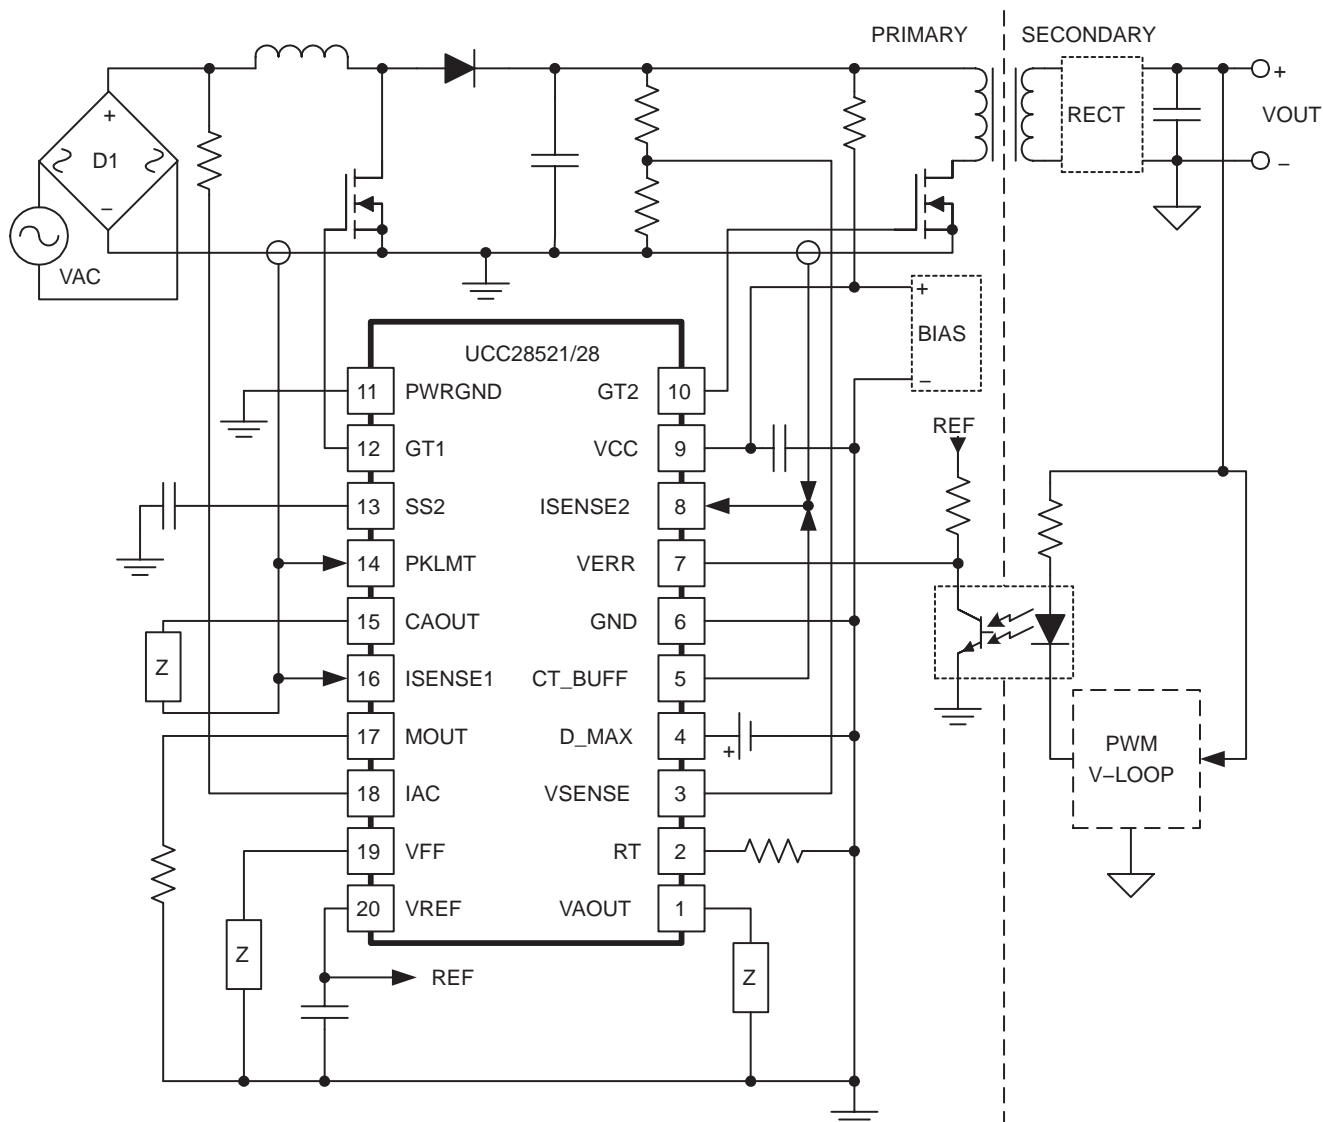 PRIMARY
SECONDARY
+
D1
−
VAC
RECT
+
VOUT
−
UCC28521/28
+
BIAS
−
11 PWRGND
GT2 10
12 GT1
VCC 9
REF
13 SS2
ISENSE2 8
14 PKLMT
VERR 7
15 CAOUT
GND 6
Z
16 ISENSE1
CT_BUFF 5
17 MOUT
D_MAX 4
+
PWM
V−LOOP
18 IAC
VSENSE 3
19 VFF
RT 2
20 VREF
VAOUT 1
Z
REF
Z